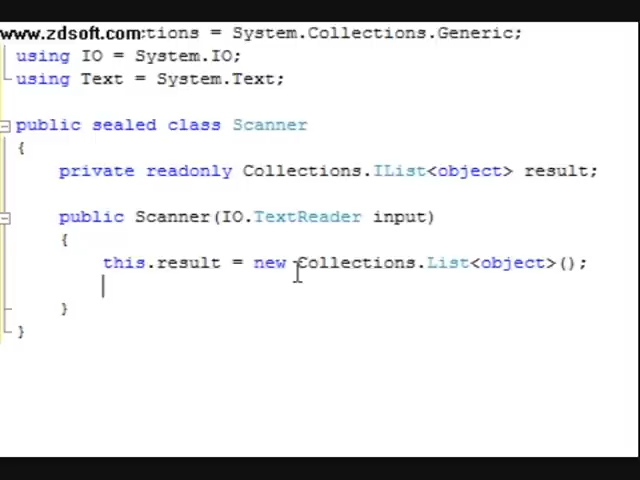 www.zdsoft.com:tions = System.Collections.Generic;
using IO = System.IO;
using Text = System.Text;
public sealed class Scanner
{
private readonly Collections.IList<object> result;
public Scanner(IO.TextReader input)
{
this.result = new Collections.List<object>();
}
}